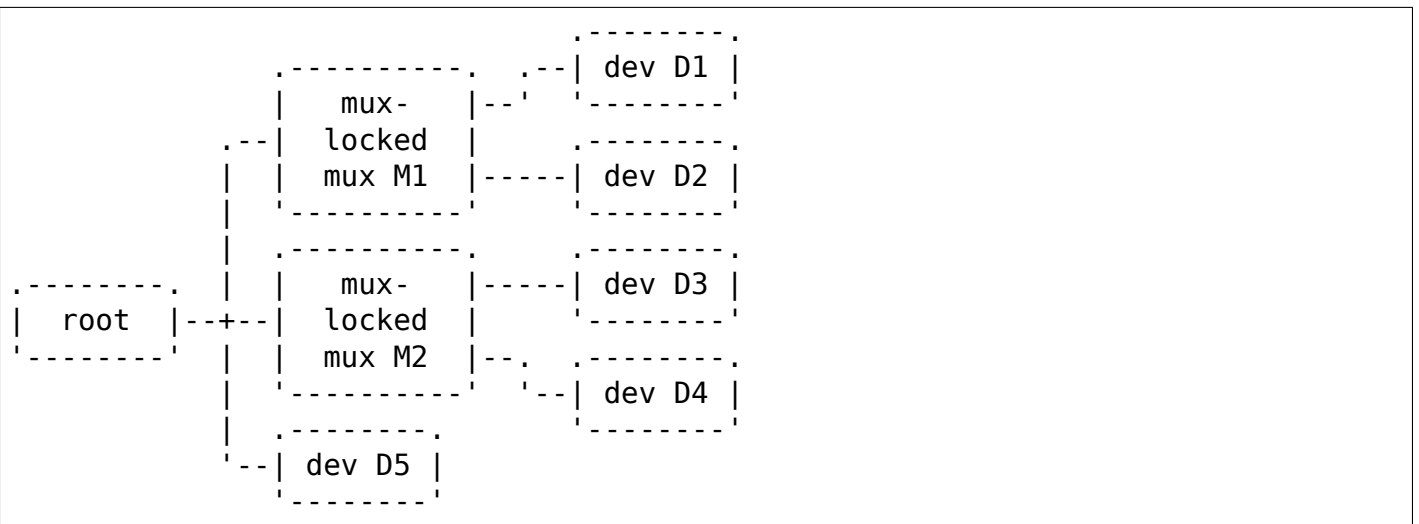 .--------.
                .----------.  .--| dev D1 |
                |   mux-   |--'  '--------'
             .--|  locked  |     .--------.
             |  |  mux M1  |-----| dev D2 |
             |  '----------'     '--------'
             |  .----------.     .--------.
.--------.   |  |   mux-   |-----| dev D3 |
|  root  |--+--|  locked  |     '--------'
'--------'   |  |  mux M2  |--.  .--------.
             |  '----------'  '--| dev D4 |
             |  .--------.       '--------'
             '--| dev D5 |
                '--------'